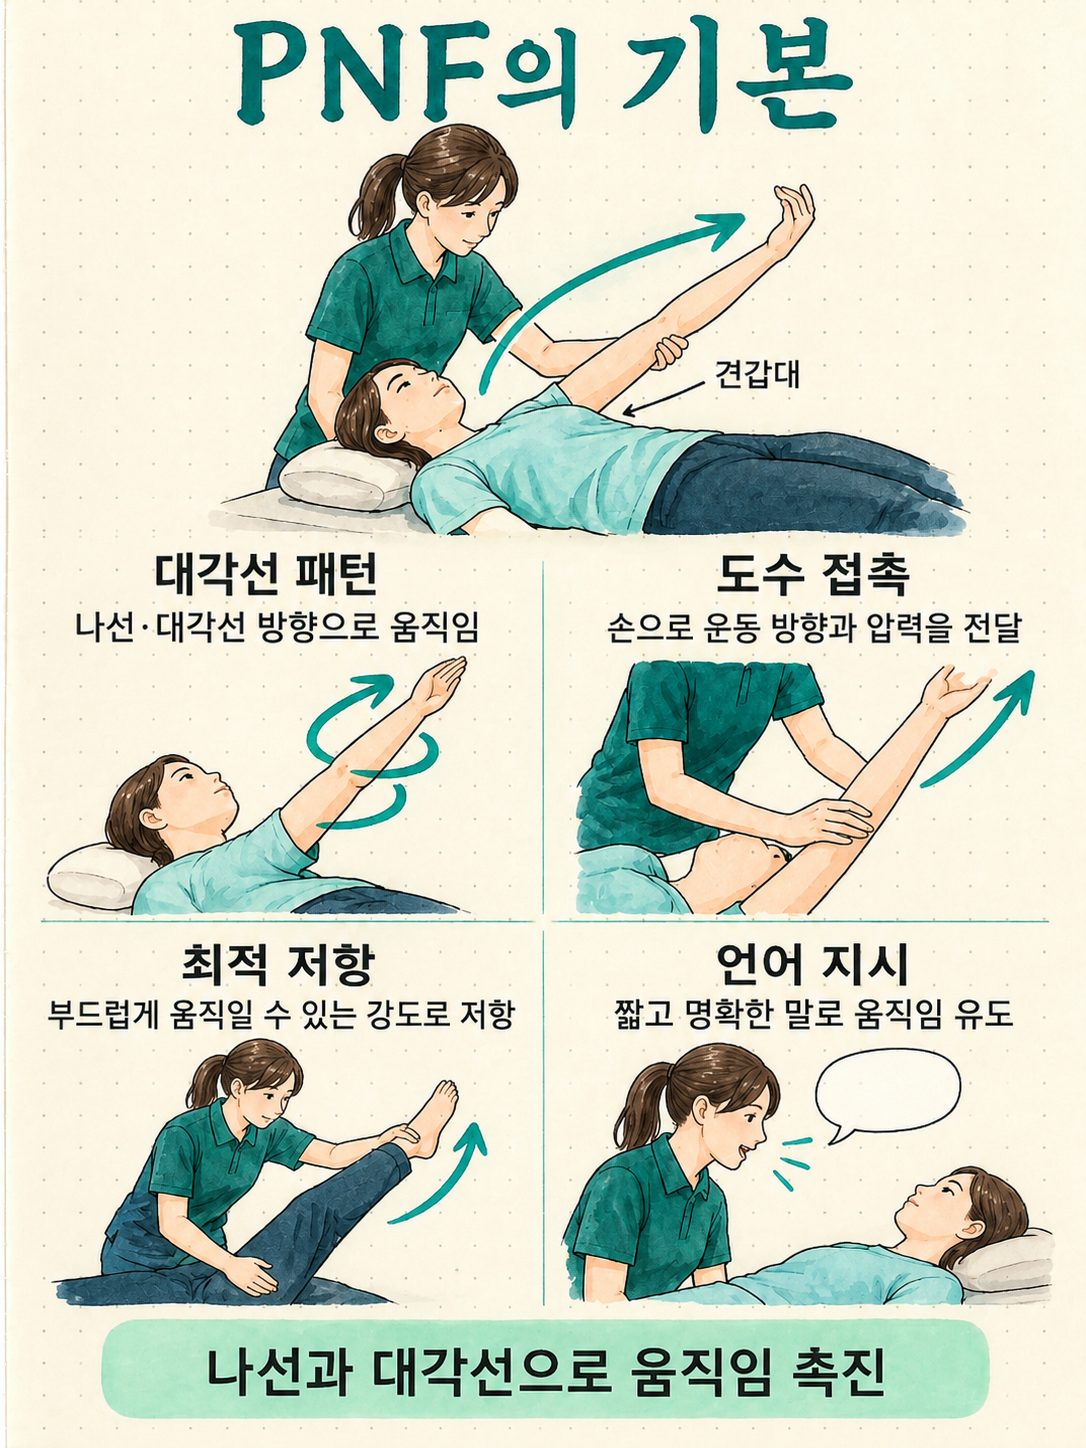 PNF의 기본
견갑대
대각선 패턴
나선·대각선 방향으로 움직임
도수 접촉
손으로 운동 방향과 압력을 전달
최적 저항
부드럽게 움직일 수 있는 강도로 저항
언어 지시
짧고 명확한 말로 움직임 유도
나선과 대각선으로 움직임 촉진